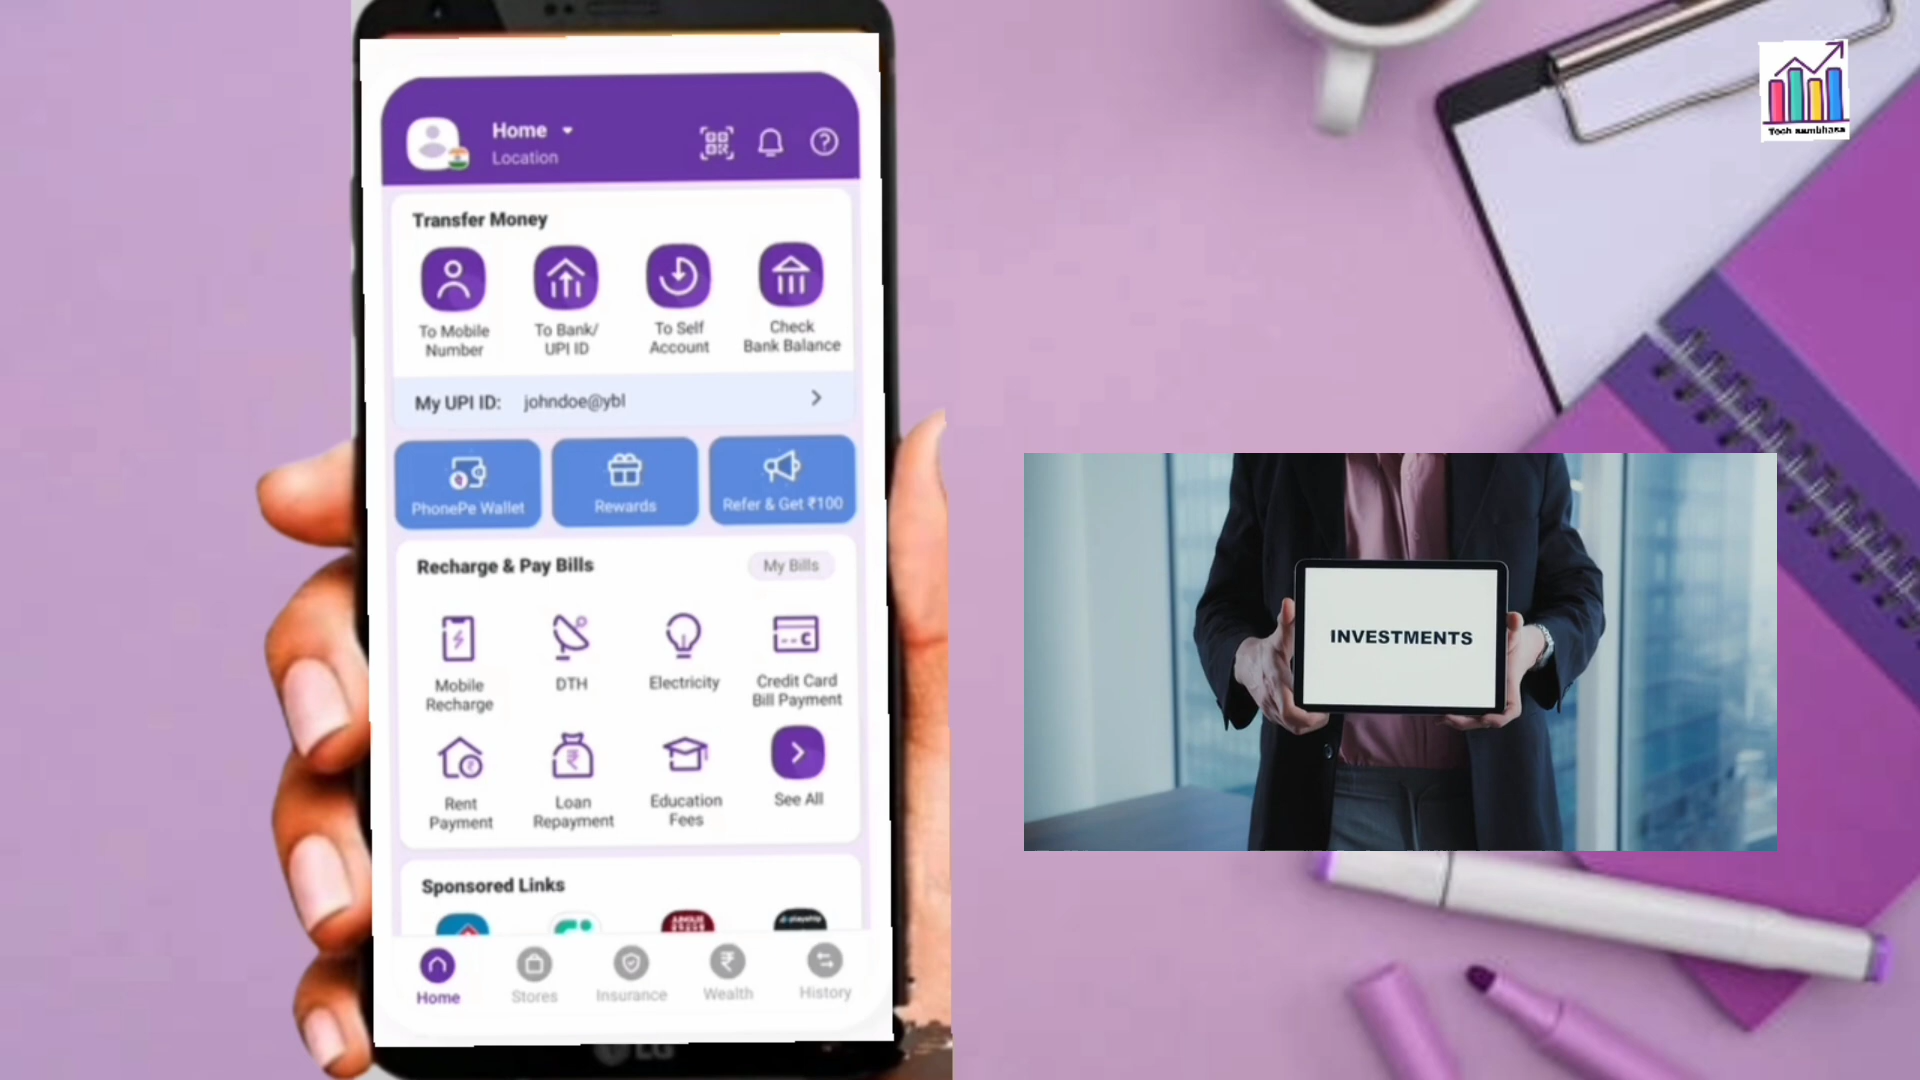 Home
Location
Transfer Money
To Mobile
Number
To Bank/
UPI ID
To Self
Account
Check
Bank Balance
My UPI ID: johndoe@ybl
PhonePe Wallet
Rewards
Refer & Get ₹100
Recharge & Pay Bills
My Bills
Mobile
Recharge
DTH
Electricity
Credit Card
Bill Payment
Rent
Payment
Loan
Repayment
Education
Fees
See All
Sponsored Links
Home
Stores
Insurance
Wealth
History
LG
INVESTMENTS
Tech sambhasa